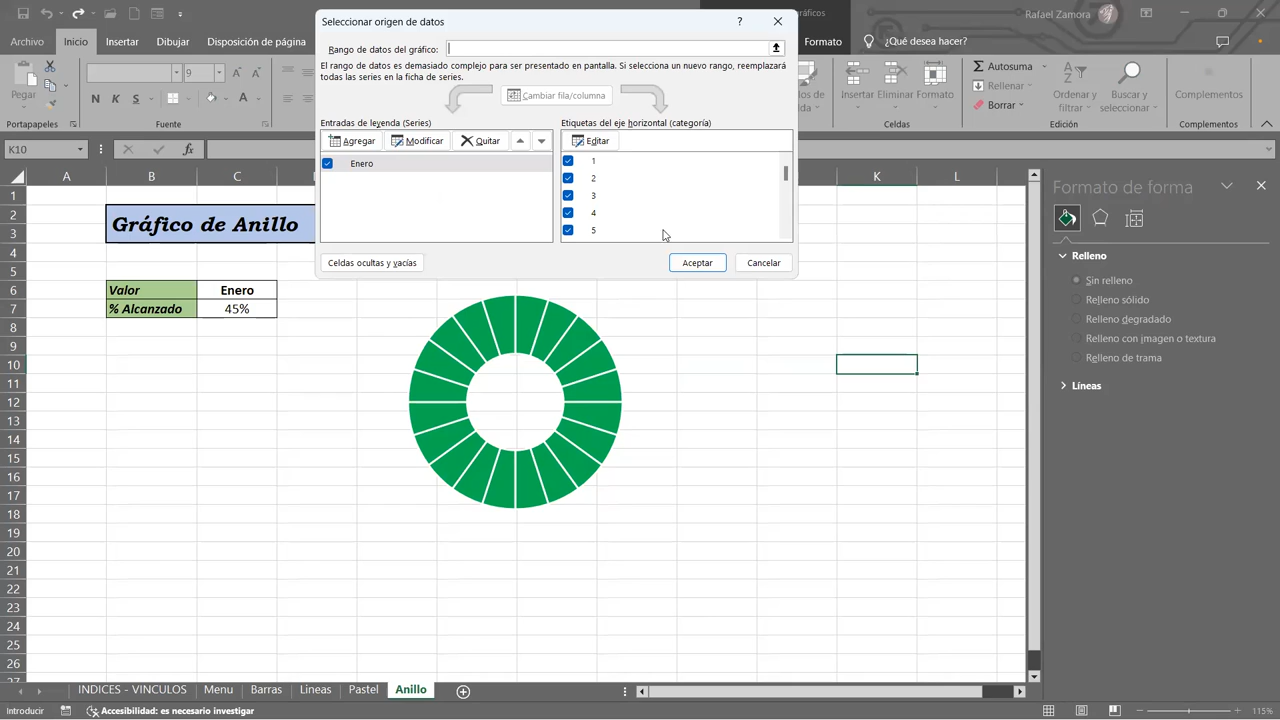 Seleccionar origen de datos
?
gráficos
Rafael Zamora
Archivo Inicio Insertar Dibujar Disposición de página Formato ¿Qué desea hacer?
Rango de datos del gráfico:
El rango de datos es demasiado complejo para ser presentado en pantalla. Si selecciona un nuevo rango, reemplazará
todas las series en la ficha de series.
Cambiar fila/columna
Entradas de leyenda (Series)
Etiquetas del eje horizontal (categoría)
Agregar Modificar Quitar
Editar
Enero
1
2
3
4
5
Celdas ocultas y vacías
Aceptar Cancelar
Pegar
9
N K S
Portapapeles
Insertar Eliminar Formato
Celdas
Autosuma
Rellenar
Borrar
Ordenar y
filtrar
Buscar y
seleccionar
Edición
Complementos
Complementos
K10
fx
A B C K L
1
2
3
4
5
6
7
8
9
10
11
12
13
14
15
16
17
18
19
20
21
22
23
24
25
26
Gráfico de Anillo
Valor Enero
% Alcanzado 45%
Formato de forma
Relleno
Sin relleno
Relleno sólido
Relleno degradado
Relleno con imagen o textura
Relleno de trama
Líneas
INDICES - VINCULOS Menu Barras Lineas Pastel Anillo
Introducir
Accesibilidad: es necesario investigar
115%